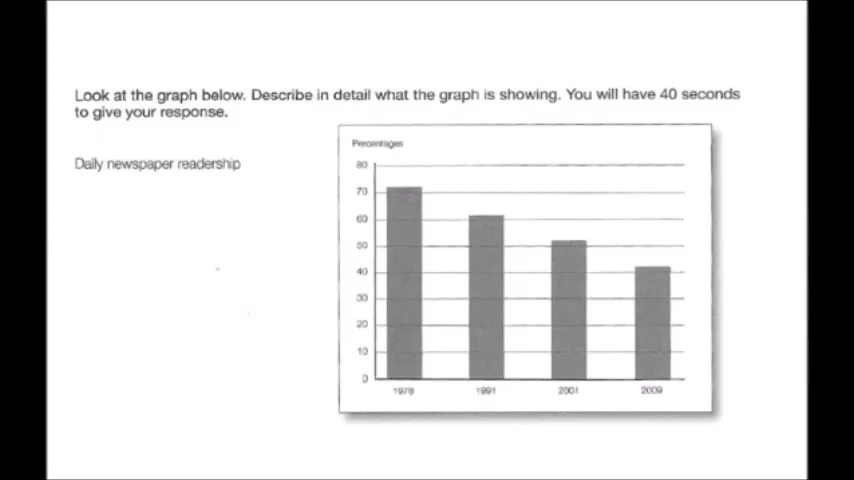 Look at the graph below. Describe in detail what the graph is showing. You will have 40 seconds
to give your response.
Daily newspaper readership
Percentages
80
70
60
50
40
30
20
10
0
1978 1991 2001 2009